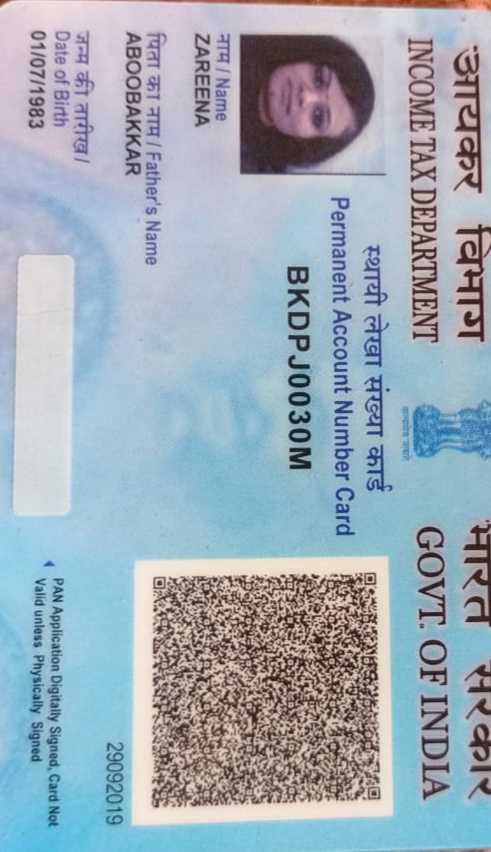 आयकर विभाग
INCOME TAX DEPARTMENT
भारत सरकार
GOVT. OF INDIA
सत्यमेव जयते
स्थायी लेखा संख्या कार्ड
Permanent Account Number Card
BKDPJ0030M
नाम / Name
ZAREENA
पिता का नाम / Father's Name
ABOOBAKKAR
जन्म की तारीख /
Date of Birth
01/07/1983
29092019
PAN Application Digitally Signed, Card Not
Valid unless Physically Signed